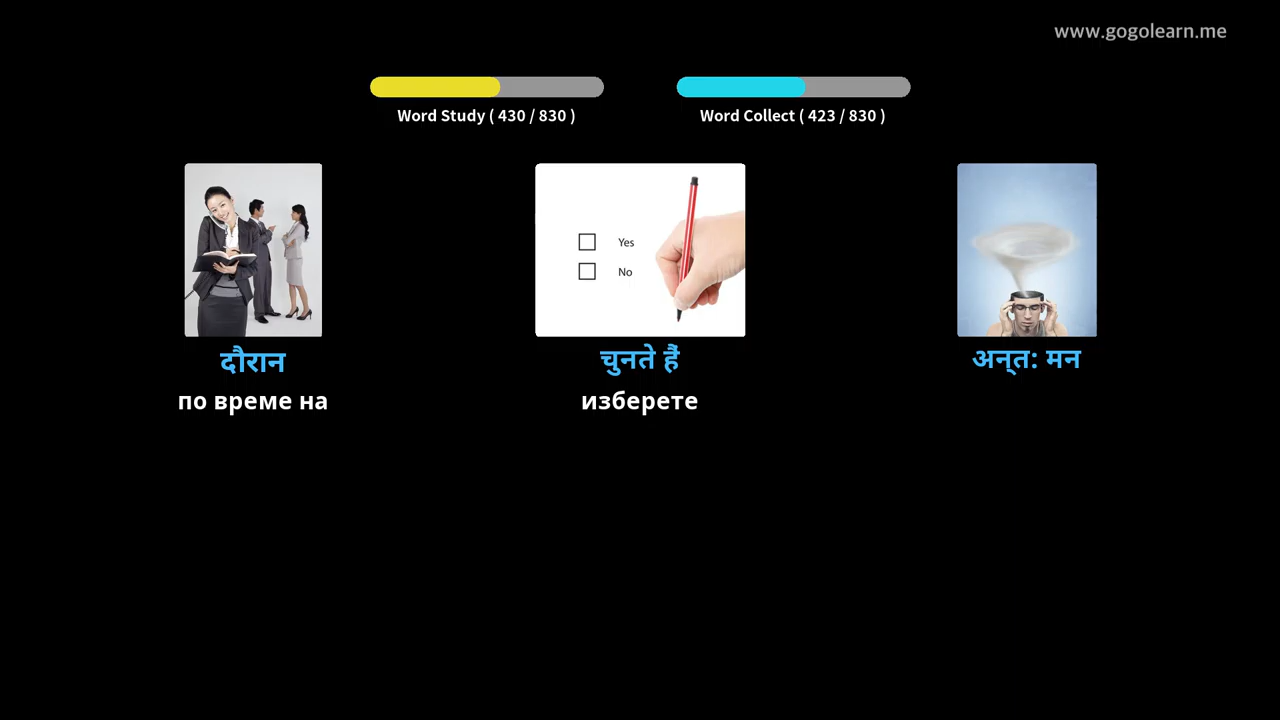 www.gogolearn.me
Word Study ( 430 / 830 )
Word Collect ( 423 / 830 )
Yes
No
दौरान
चुनते हैं
अन्त: मन
по време на
изберете